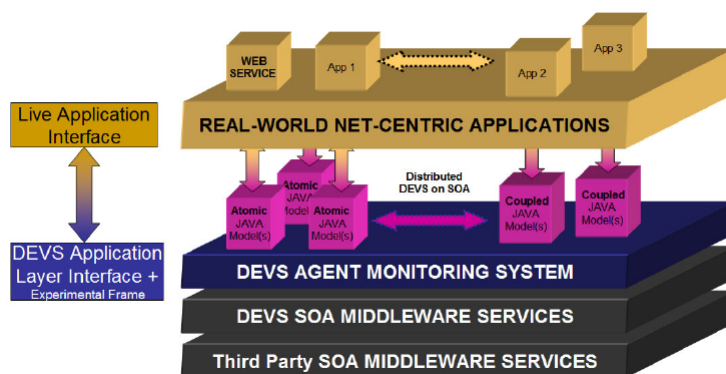 WEB
SERVICE
App 1
App 2
App 3
Live Application
Interface
REAL-WORLD NET-CENTRIC APPLICATIONS
Distributed
DEVS on SOA
Atomic
JAVA
Model(s)
Atomic
JAVA
Model(s)
Atomic
JAVA
Model(s)
Coupled
JAVA
Model(s)
Coupled
JAVA
Model(s)
DEVS Application
Layer Interface +
Experimental Frame
DEVS AGENT MONITORING SYSTEM
DEVS SOA MIDDLEWARE SERVICES
Third Party SOA MIDDLEWARE SERVICES